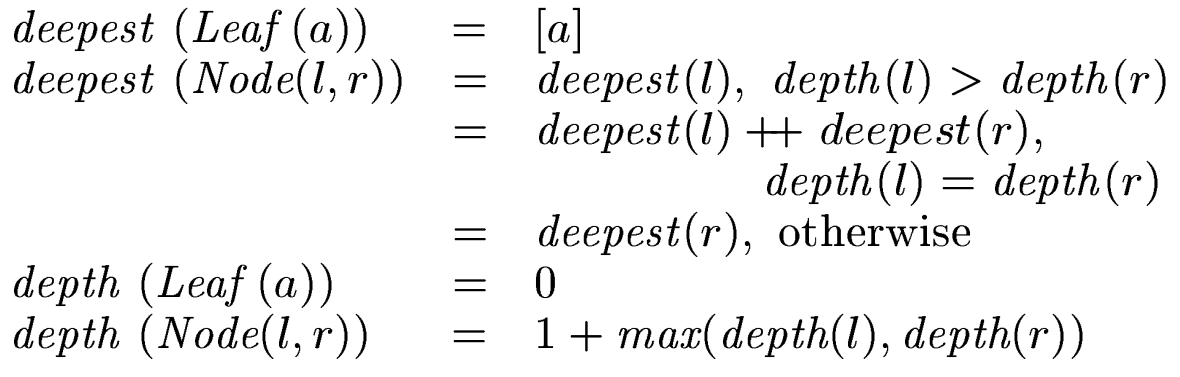 deepest (Leaf (a)) = [a]
deepest (Node(l, r)) = deepest(l), depth(l) > depth(r)
= deepest(l) ++ deepest(r),
depth(l) = depth(r)
= deepest(r), otherwise
depth (Leaf (a)) = 0
depth (Node(l, r)) = 1 + max(depth(l), depth(r))